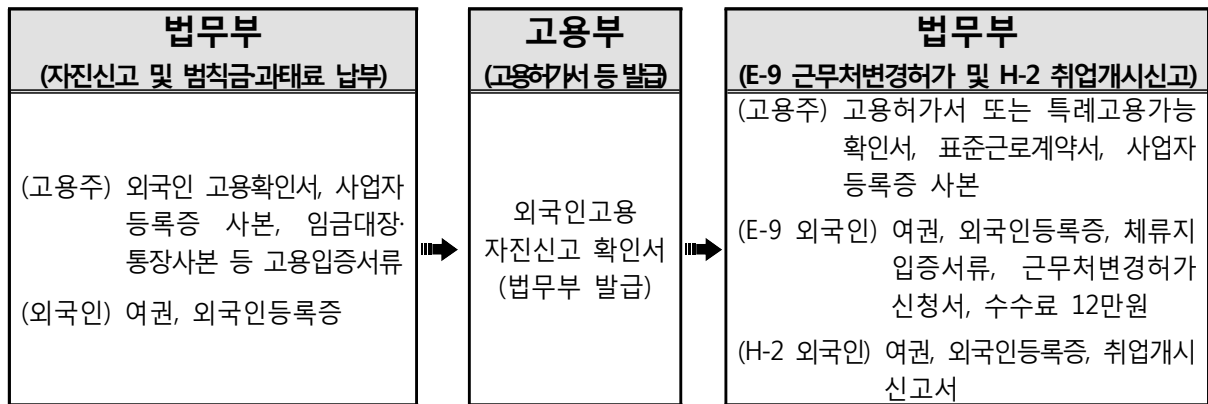 법무부
(자진신고 및 범칙금·과태료 납부)
(고용주) 외국인 고용확인서, 사업자
등록증 사본, 임금대장·
통장사본 등 고용입증서류
(외국인) 여권, 외국인등록증
고용부
(고용허가서 등 발급)
외국인고용
자진신고 확인서
(법무부 발급)
법무부
(E-9 근무처변경허가 및 H-2 취업개시신고)
(고용주) 고용허가서 또는 특례고용가능
확인서, 표준근로계약서, 사업자
등록증 사본
(E-9 외국인) 여권, 외국인등록증, 체류지
입증서류, 근무처변경허가
신청서, 수수료 12만원
(H-2 외국인) 여권, 외국인등록증, 취업개시
신고서